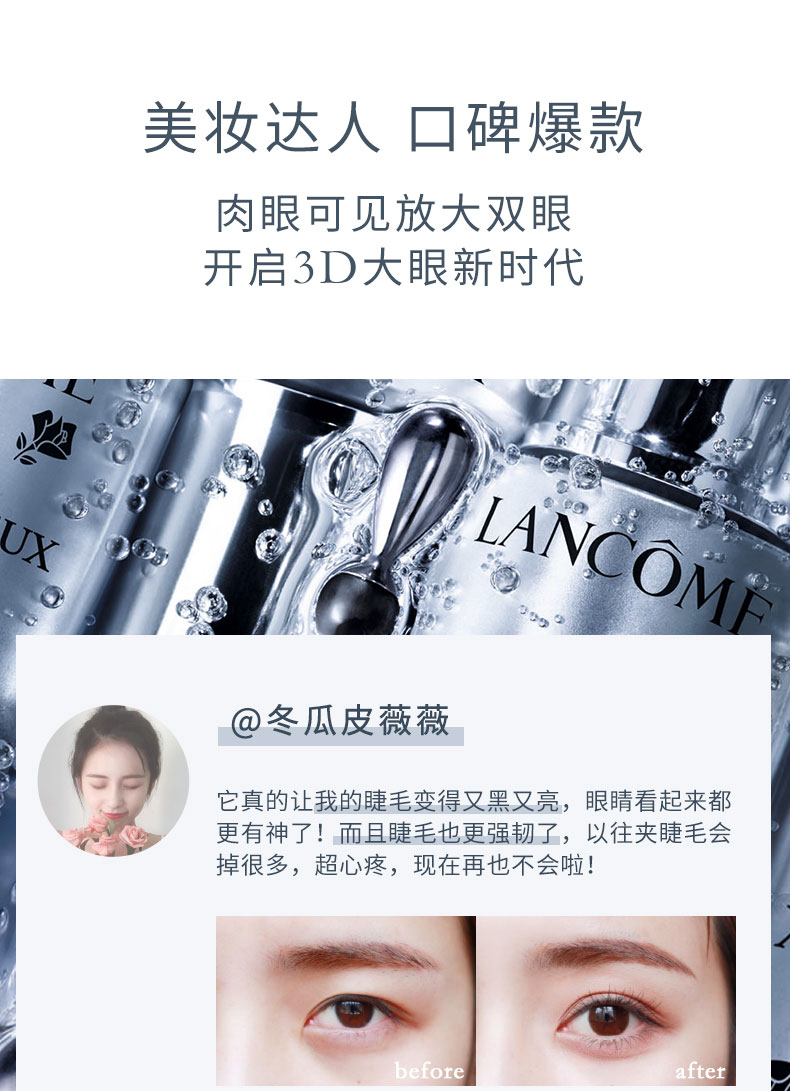 美妆达人 口碑爆款
肉眼可见放大双眼
开启3D大眼新时代
UX
LANCÔME
@冬瓜皮薇薇
它真的让我的睫毛变得又黑又亮，眼睛看起来都
更有神了！而且睫毛也更强韧了，以往夹睫毛会
掉很多，超心疼，现在再也不会啦！
before
after